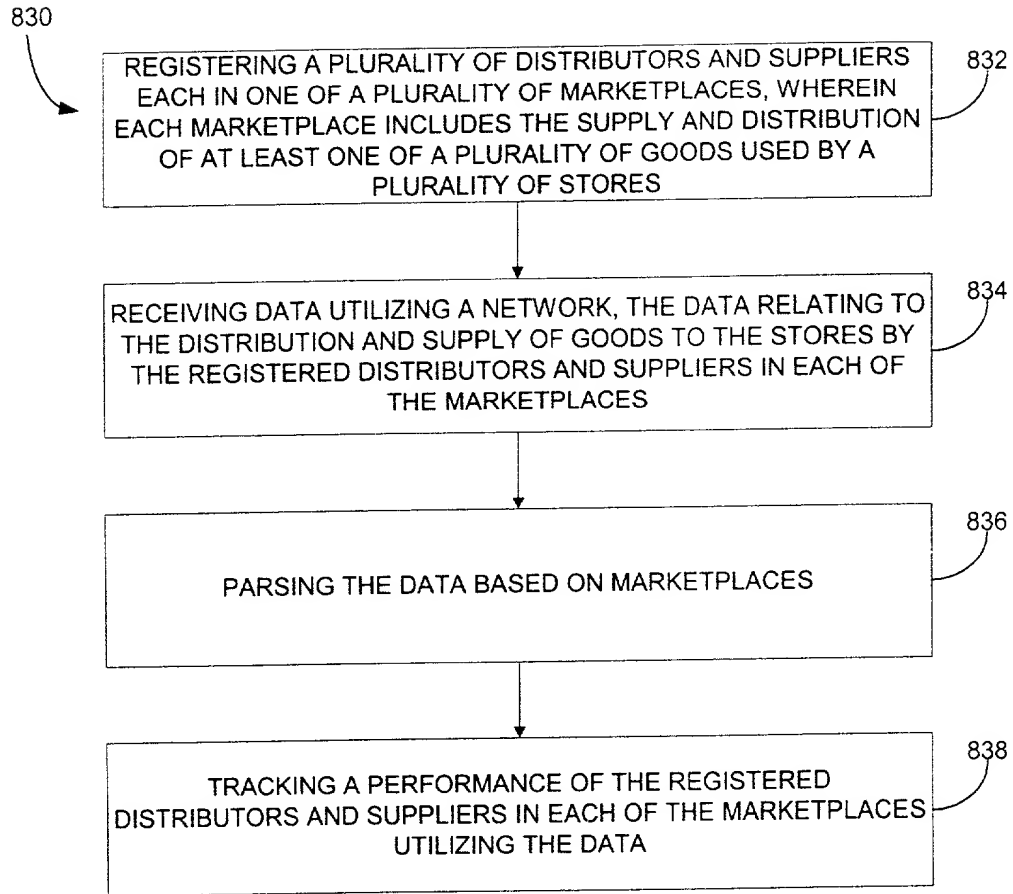 830
REGISTERING A PLURALITY OF DISTRIBUTORS AND SUPPLIERS
EACH IN ONE OF A PLURALITY OF MARKETPLACES, WHEREIN
EACH MARKETPLACE INCLUDES THE SUPPLY AND DISTRIBUTION
OF AT LEAST ONE OF A PLURALITY OF GOODS USED BY A
PLURALITY OF STORES
832
RECEIVING DATA UTILIZING A NETWORK, THE DATA RELATING TO
THE DISTRIBUTION AND SUPPLY OF GOODS TO THE STORES BY
THE REGISTERED DISTRIBUTORS AND SUPPLIERS IN EACH OF
THE MARKETPLACES
834
PARSING THE DATA BASED ON MARKETPLACES
836
TRACKING A PERFORMANCE OF THE REGISTERED
DISTRIBUTORS AND SUPPLIERS IN EACH OF THE MARKETPLACES
UTILIZING THE DATA
838